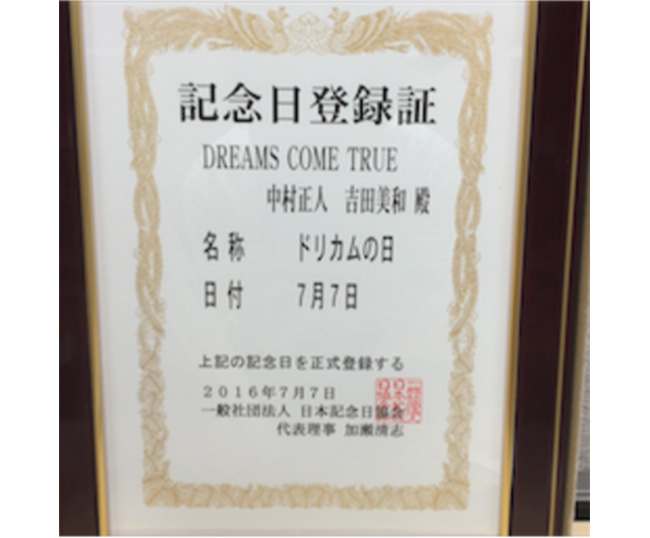 記念日登録証
DREAMS COME TRUE
中村正人 吉田美和 殿
名称 ドリカムの日
日付 7月7日
上記の記念日を正式登録する
2016年7月7日
一般社団法人 日本記念日協会
代表理事 加瀬清志